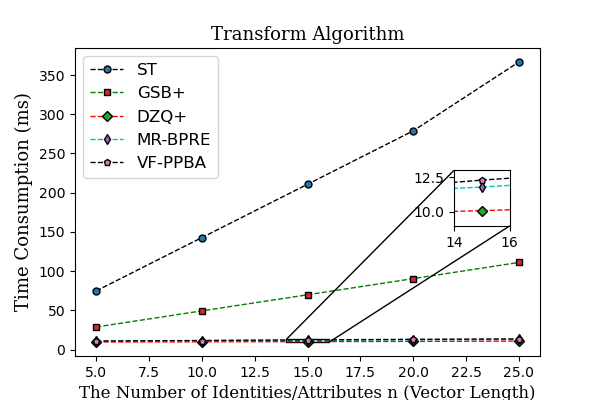 Transform Algorithm
Time Consumption (ms)
350
300
250
200
150
100
50
0
ST
GSB+
DZQ+
MR-BPRE
VF-PPBA
12.5
10.0
14 16
5.0 7.5 10.0 12.5 15.0 17.5 20.0 22.5 25.0
The Number of Identities/Attributes n (Vector Length)